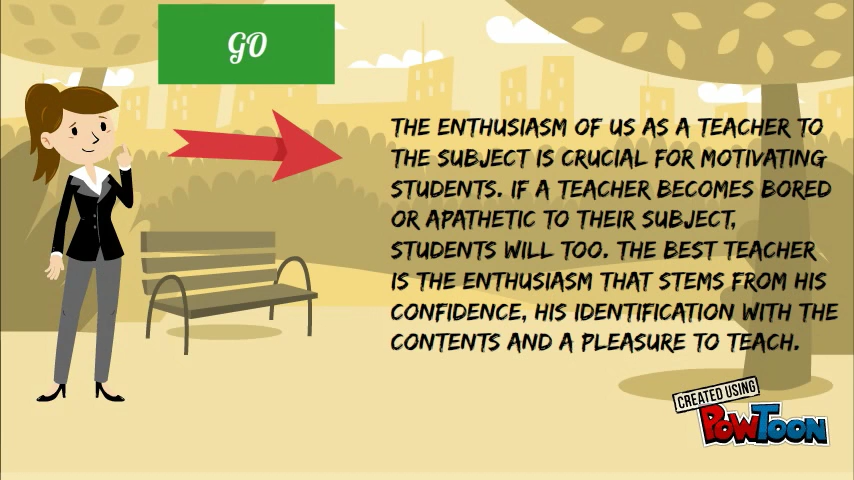 GO
THE ENTHUSIASM OF US AS A TEACHER TO
THE SUBJECT IS CRUCIAL FOR MOTIVATING
STUDENTS. IF A TEACHER BECOMES BORED
OR APATHETIC TO THEIR SUBJECT,
STUDENTS WILL TOO. THE BEST TEACHER
IS THE ENTHUSIASM THAT STEMS FROM HIS
CONFIDENCE, HIS IDENTIFICATION WITH THE
CONTENTS AND A PLEASURE TO TEACH.
CREATED USING
POWTOON